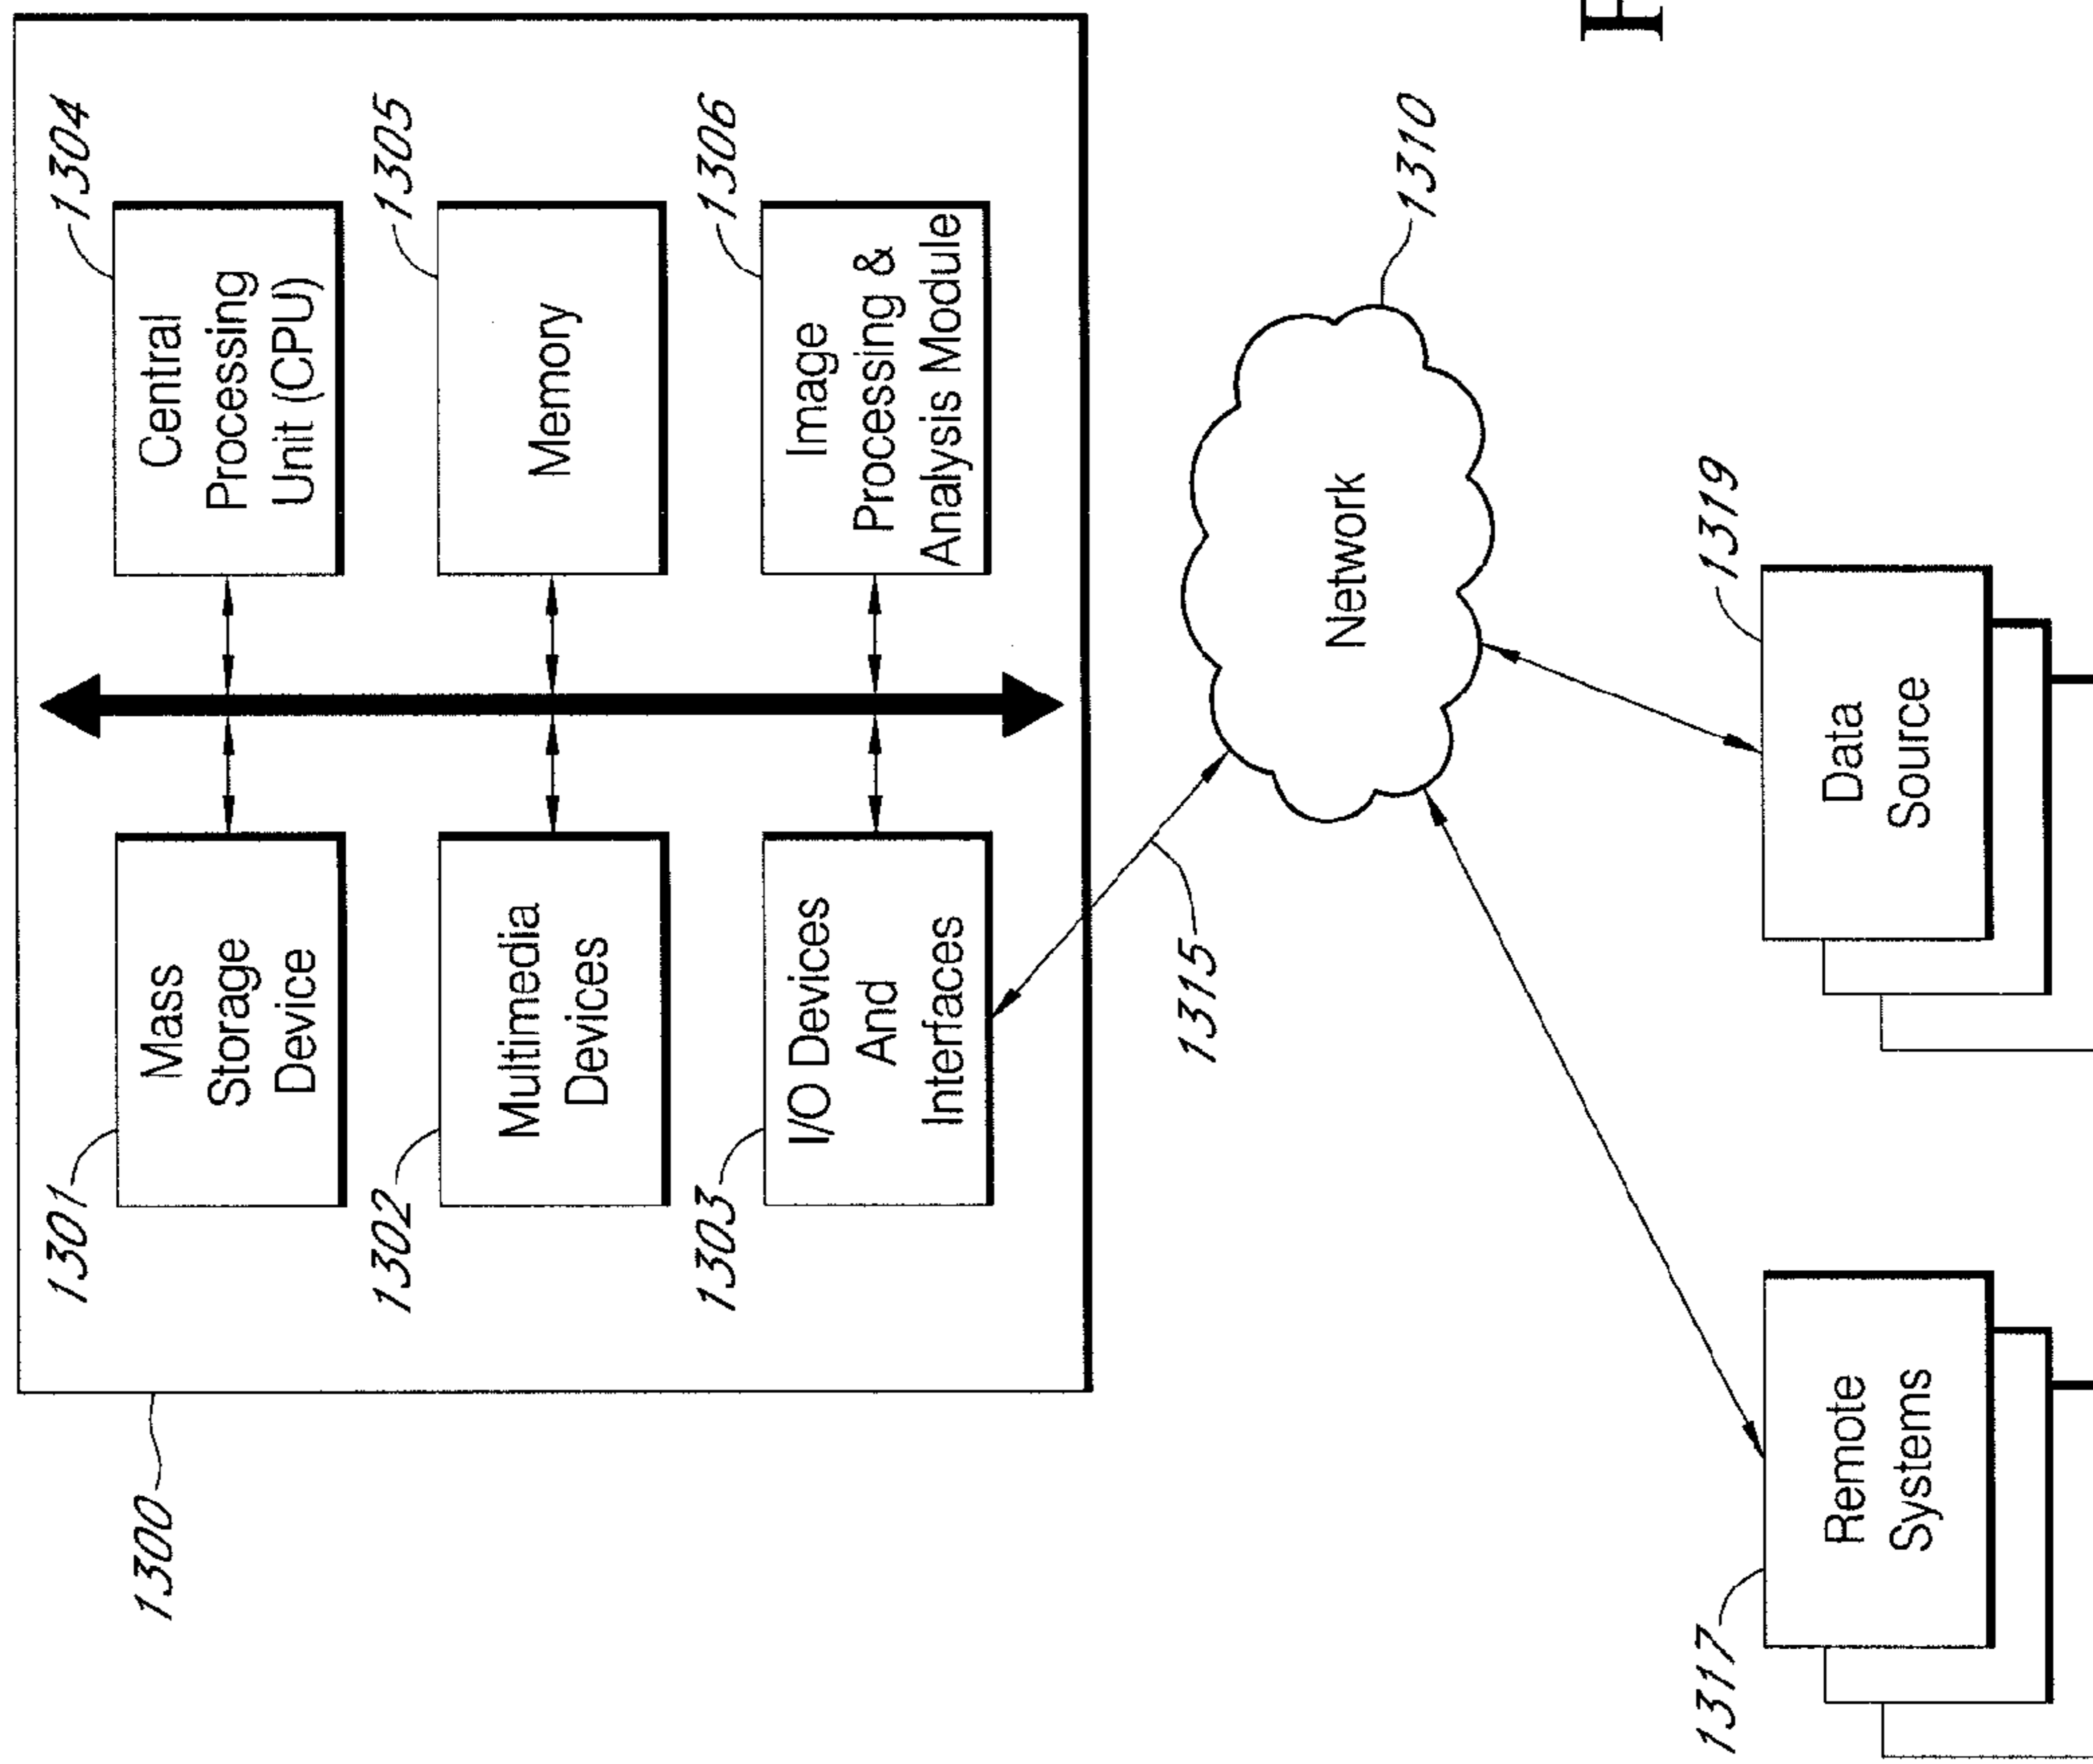 1300
1301
Mass
Storage
Device
1304
Central
Processing
Unit (CPU)
1302
Multimedia
Devices
1305
Memory
1303
I/O Devices
And
Interfaces
1306
Image
Processing &
Analysis Module
1315
Network
1310
1317
Remote
Systems
1319
Data
Source
F